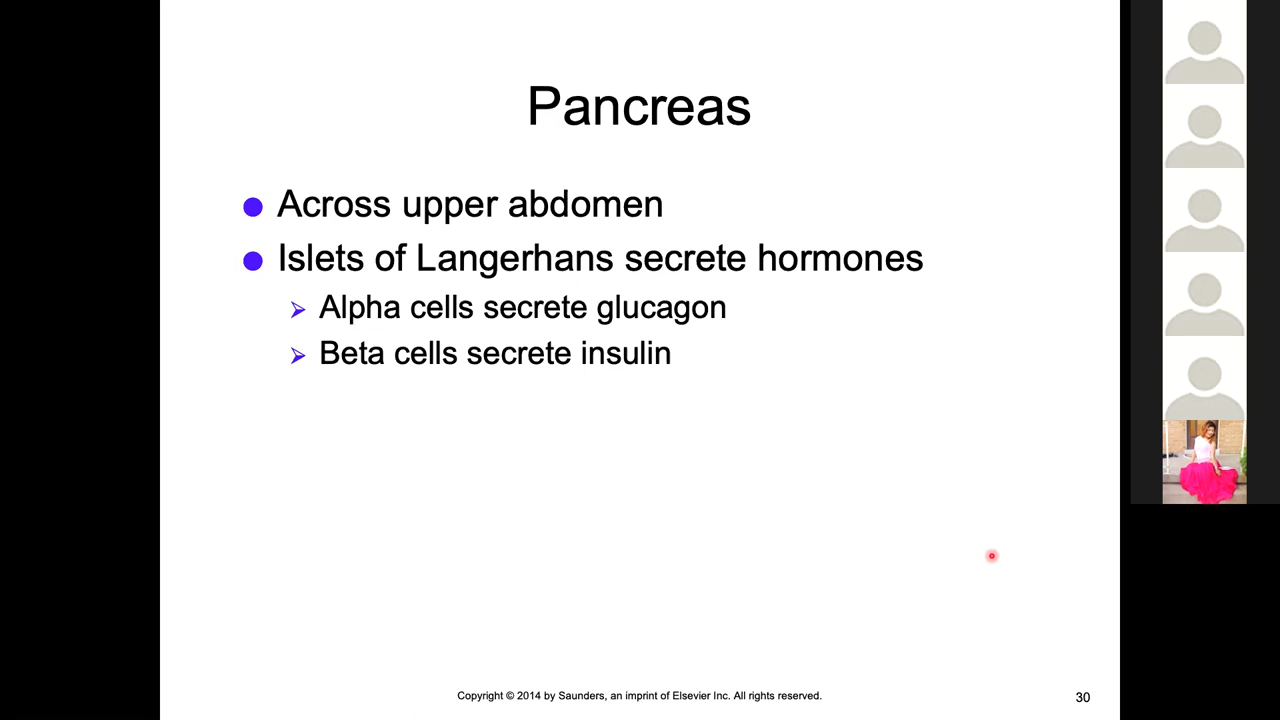 Pancreas
Across upper abdomen
Islets of Langerhans secrete hormones
Alpha cells secrete glucagon
Beta cells secrete insulin
Copyright © 2014 by Saunders, an imprint of Elsevier Inc. All rights reserved.
30